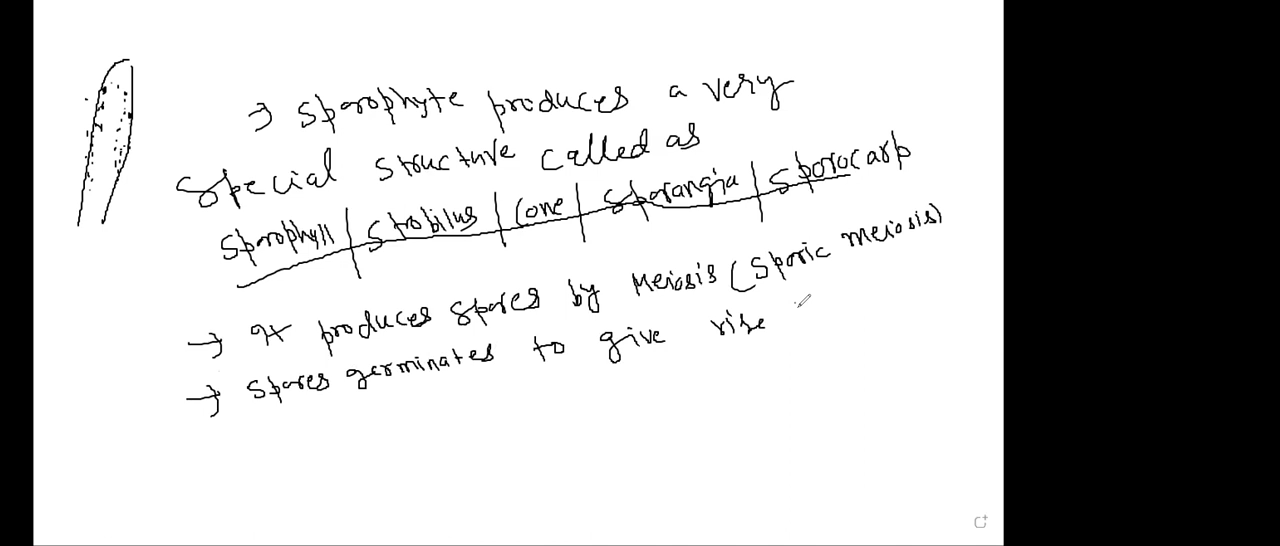 → Sporophyte produces a very
Special structure called as
Sporophyll | Strobilus | Cone | Sporangia | Sporocarp
→ It produces spores by Meiosis (Sporic meiosis)
→ Spores germinates to give rise